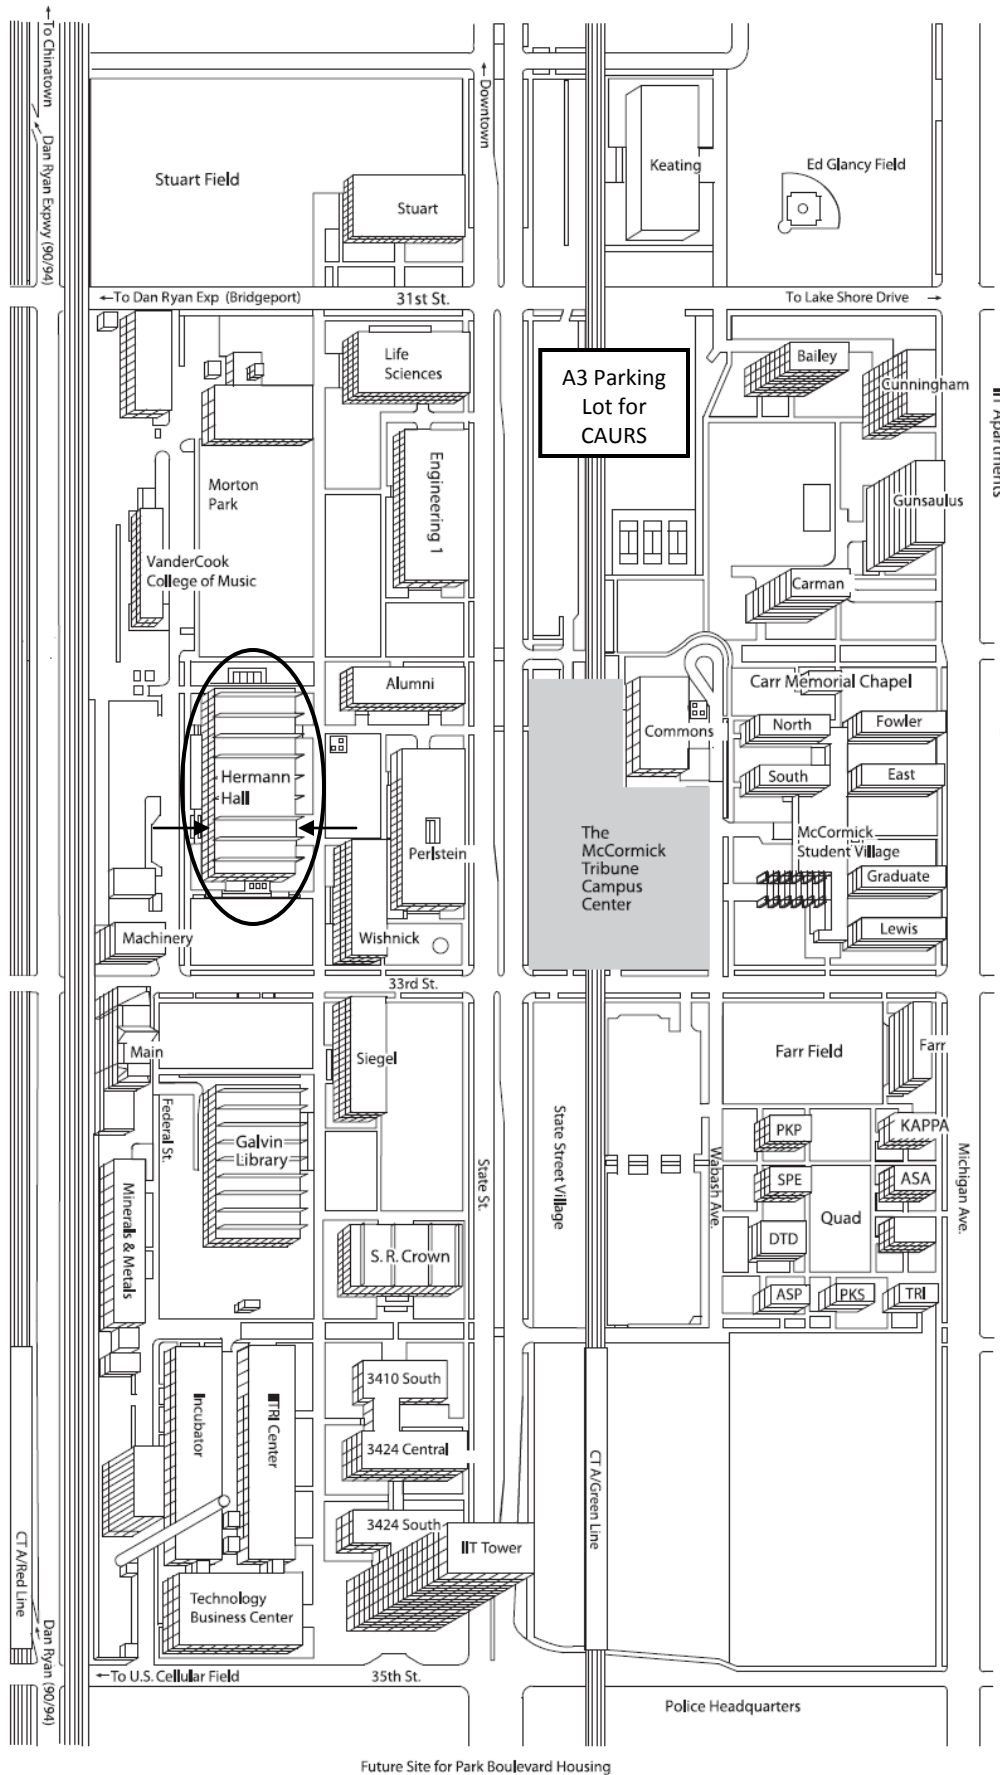 ←To Chinatown
← Dan Ryan Expwy (90/94)
←Downtown
Stuart Field
Stuart
Keating
Ed Glancy Field
←To Dan Ryan Exp (Bridgeport)
31st St.
To Lake Shore Drive →
Life
Sciences
A3 Parking
Lot for
CAURS
Bailey
Cunningham
IIT Apartments
Morton
Park
Engineering 1
Gunsaulus
VanderCook
College of Music
Carman
Alumni
Carr Memorial Chapel
Commons
North
Fowler
Hermann
Hall
South
East
The
McCormick
Tribune
Campus
Center
McCormick
Student Village
Perlstein
Graduate
Machinery
Wishnick
Lewis
33rd St.
Main
Siegel
Farr Field
Farr
Federal St.
Galvin
Library
State St.
State Street Village
Wabash Ave.
PKP
KAPPA
Michigan Ave.
SPE
ASA
Minerals & Metals
Quad
DTD
S. R. Crown
ASP
PKS
TRI
Incubator
IITRI Center
3410 South
3424 Central
CTA/Green Line
3424 South
IIT Tower
CTA/Red Line
Technology
Business Center
← Dan Ryan (90/94)
←To U.S. Cellular Field
35th St.
Police Headquarters
Future Site for Park Boulevard Housing